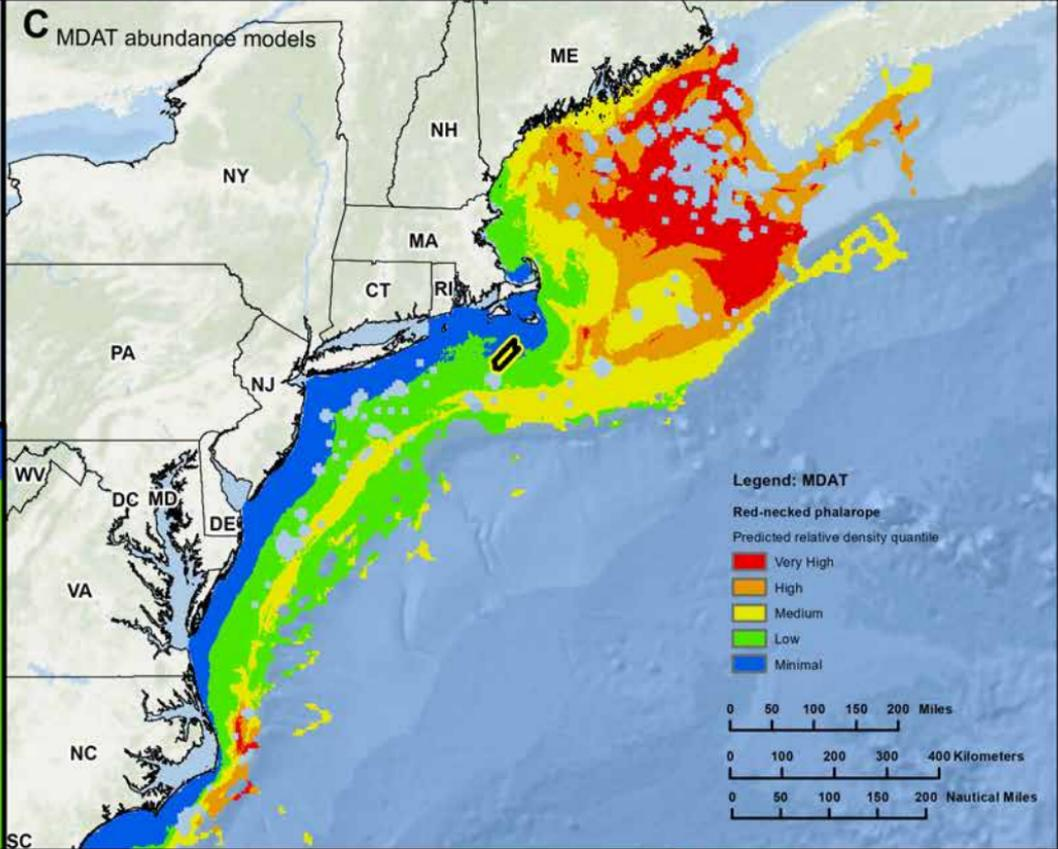 C MDAT abundance models
ME
NH
NY
MA
CT
RI
PA
NJ
WV
DC
MD
DE
VA
NC
SC
Legend: MDAT
Red-necked phalarope
Predicted relative density quantile
Very High
High
Medium
Low
Minimal
0 50 100 150 200 Miles
0 100 200 300 400 Kilometers
0 50 100 150 200 Nautical Miles